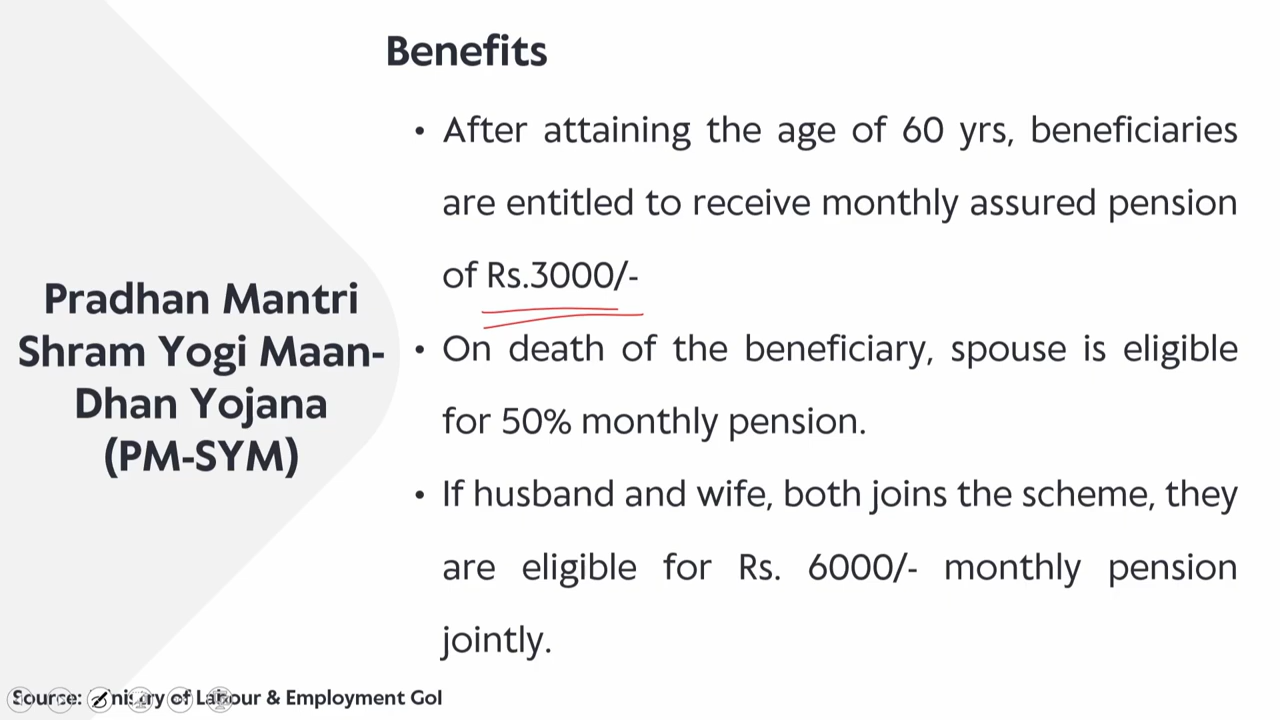 Benefits
• After attaining the age of 60 yrs, beneficiaries
are entitled to receive monthly assured pension
of Rs.3000/-
• On death of the beneficiary, spouse is eligible
for 50% monthly pension.
• If husband and wife, both joins the scheme, they
are eligible for Rs. 6000/- monthly pension
jointly.
Pradhan Mantri
Shram Yogi Maan-
Dhan Yojana
(PM-SYM)
Source: of Labour & Employment GoI